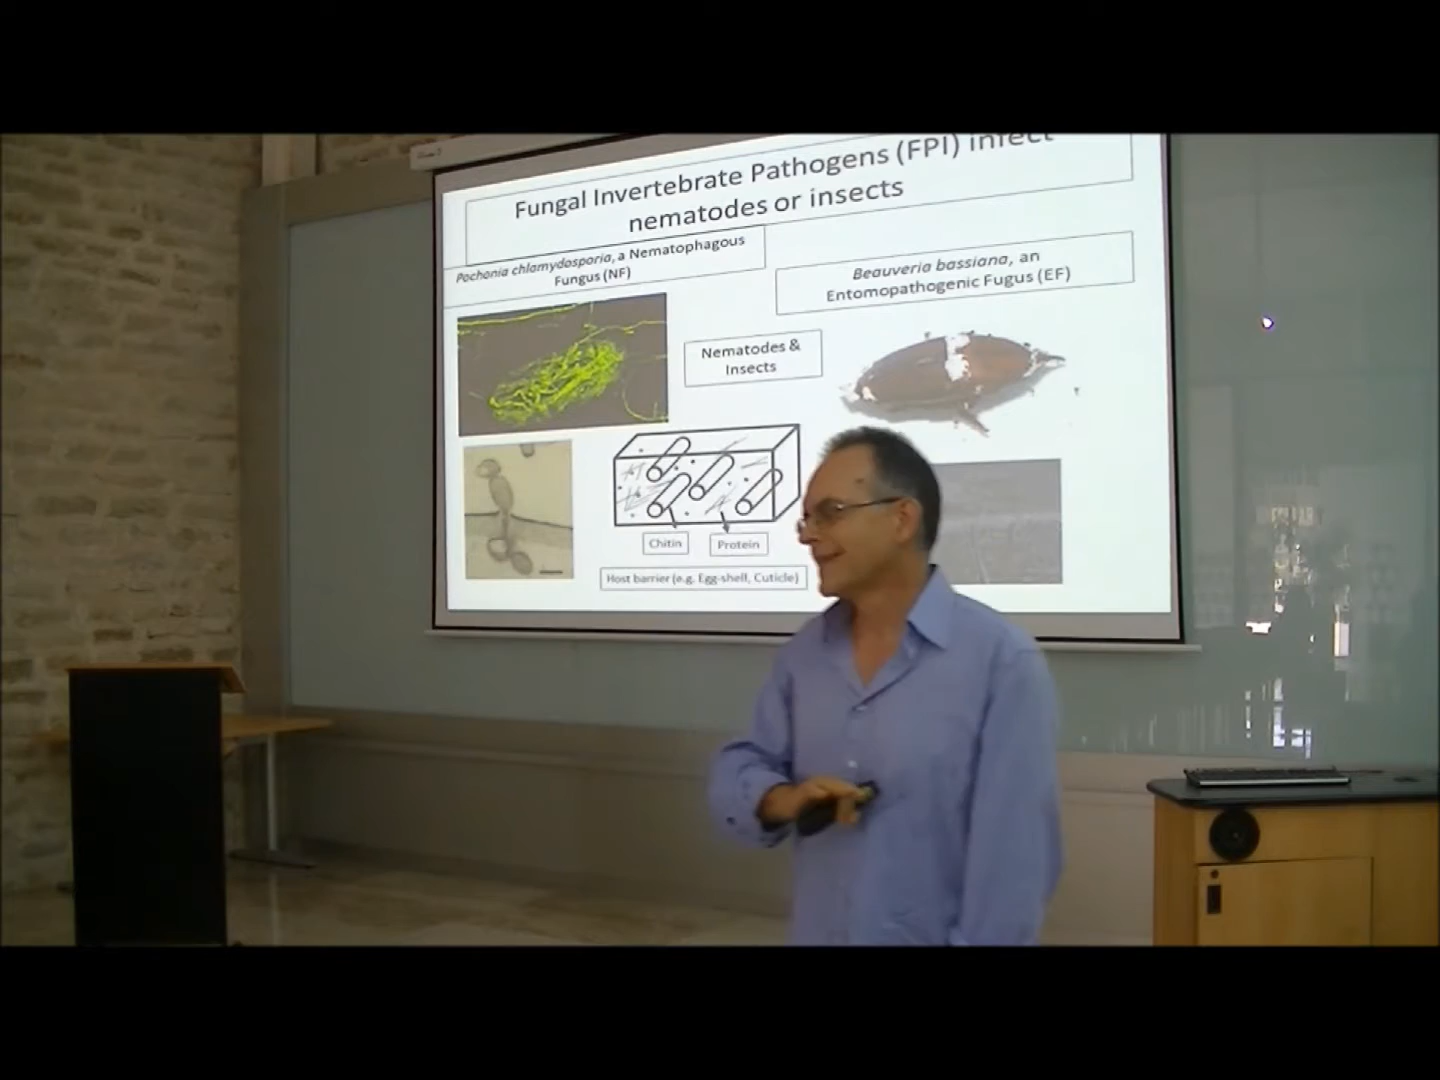 Fungal Invertebrate Pathogens (FPI) infect
nematodes or insects
Pochonia chlamydosporia, a Nematophagous
Fungus (NF)
Beauveria bassiana, an
Entomopathogenic Fugus (EF)
Nematodes &
Insects
Chitin
Protein
Host barrier (e.g. Egg-shell, Cuticle)